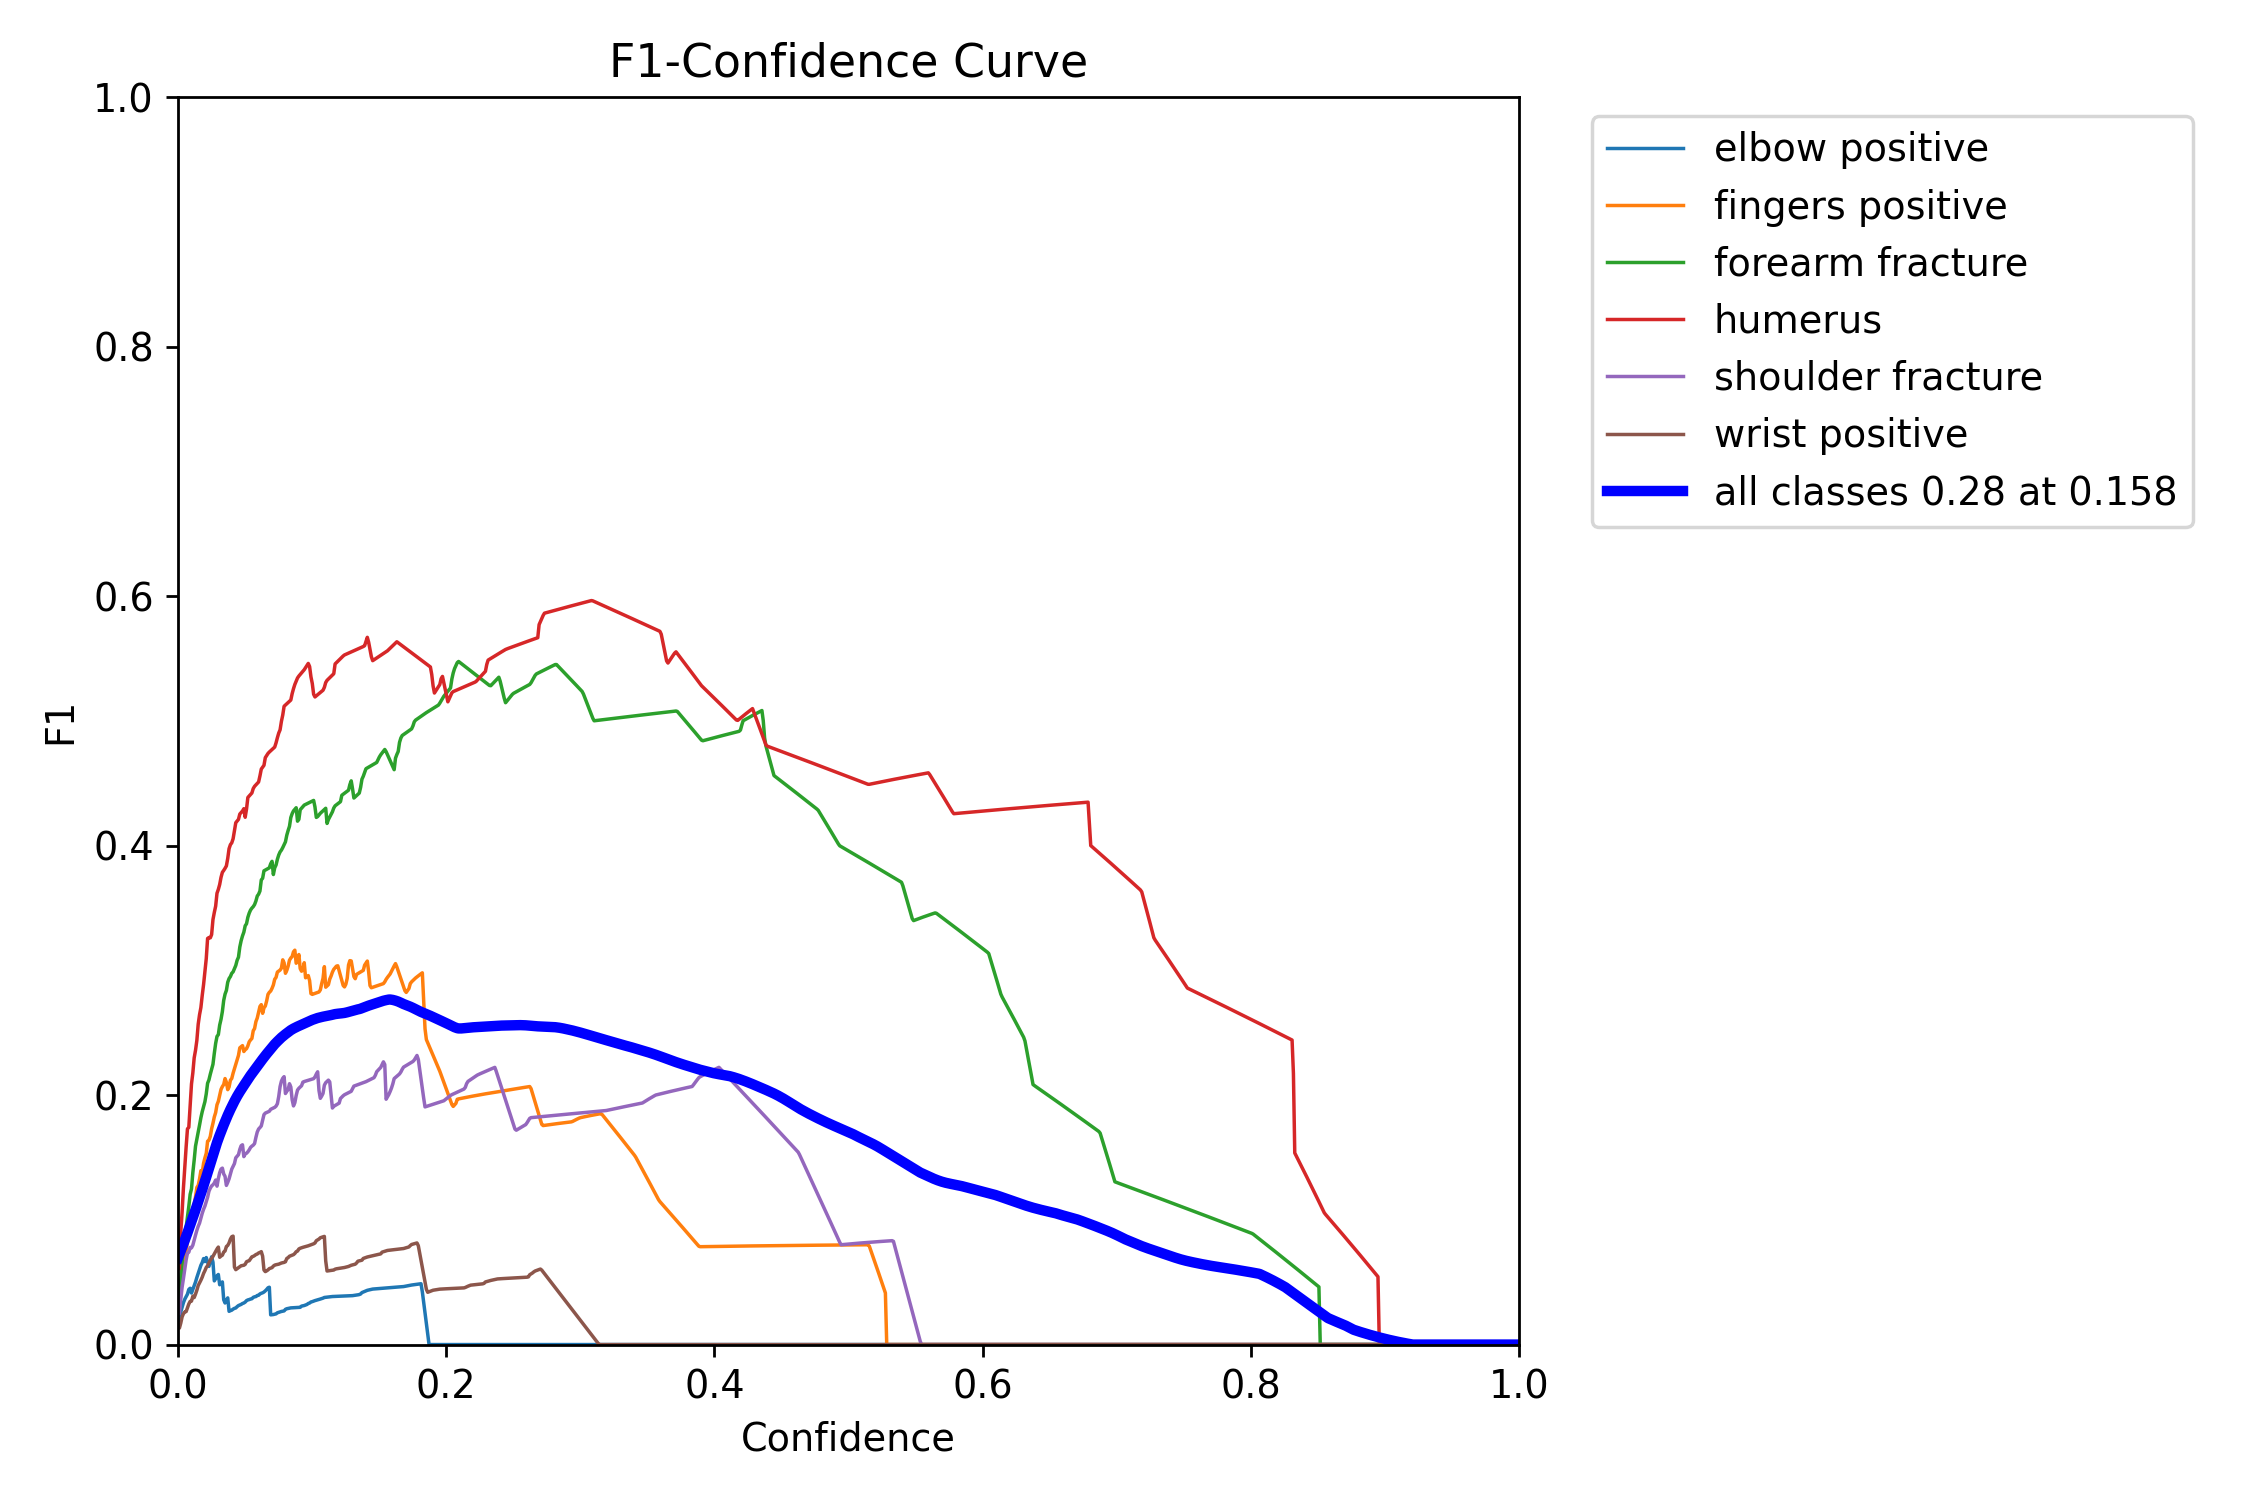 F1-Confidence Curve
1.0
0.8
0.6
0.4
0.2
0.0
F1
0.0 0.2 0.4 0.6 0.8 1.0
Confidence
elbow positive
fingers positive
forearm fracture
humerus
shoulder fracture
wrist positive
all classes 0.28 at 0.158